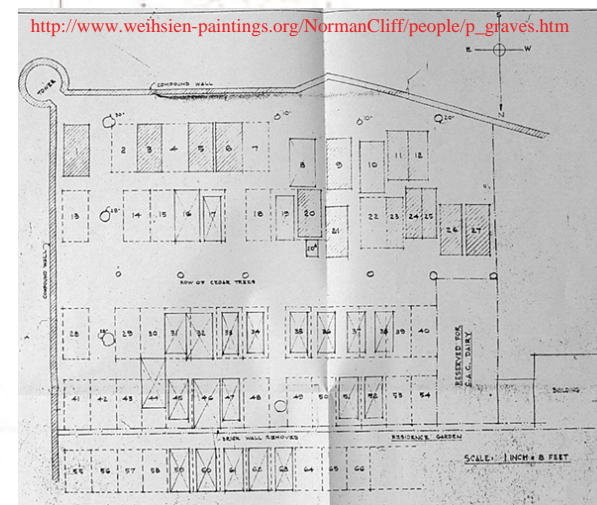 http://www.weihsien-paintings.org/NormanCliff/people/p_graves.htm
S
E W
N
TOWER
COMPOUND WALL
30" 10" 10" 20"
1 2 3 4 5 6 7 8 9 10 11 12
13 14 15 16 17 18 19 20 21 22 23 24 25 26 27
20A
COMPOUND WALL
ROW OF CEDAR TREES
28 29 30 31 32 33 34 35 36 37 38 39 40
RESERVED FOR
C.A.C. DAIRY
BUILDING
41 42 43 44 45 46 47 48 49 50 51 52 53 54
BRICK WALL REMOVED RESIDENCE GARDEN
55 56 57 58 59 60 61 62 63 64 65 66
SCALE: 1 INCH = 8 FEET